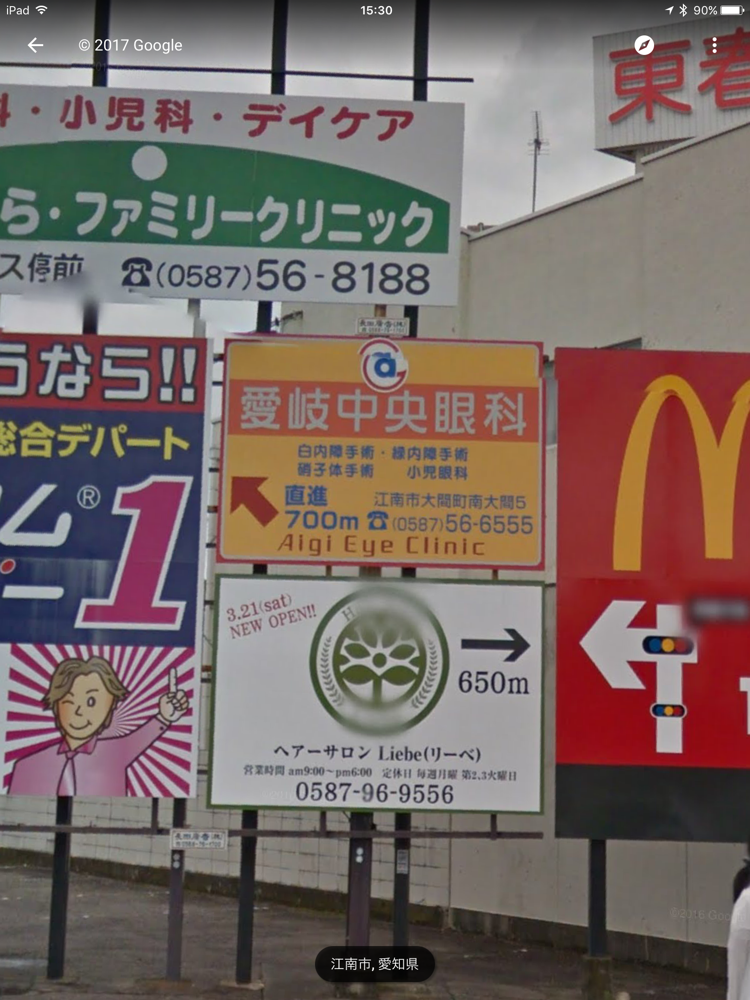 iPad
15:30
90%
© 2017 Google
東春
科・小児科・デイケア
ら・ファミリークリニック
ス停前 ☎(0587)56-8188
うなら!!
総合デパート
ム®
ー1
a
愛岐中央眼科
白内障手術・緑内障手術
硝子体手術 小児眼科
直進 江南市大間町南大間5
700m ☎(0587)56-6555
Aigi Eye Clinic
3.21(sat)
NEW OPEN!!
H
650m
ヘアーサロン Liebe(リーベ)
営業時間 am9:00〜pm6:00 定休日 毎週月曜 第2.3火曜日
0587-96-9556
江南市, 愛知県